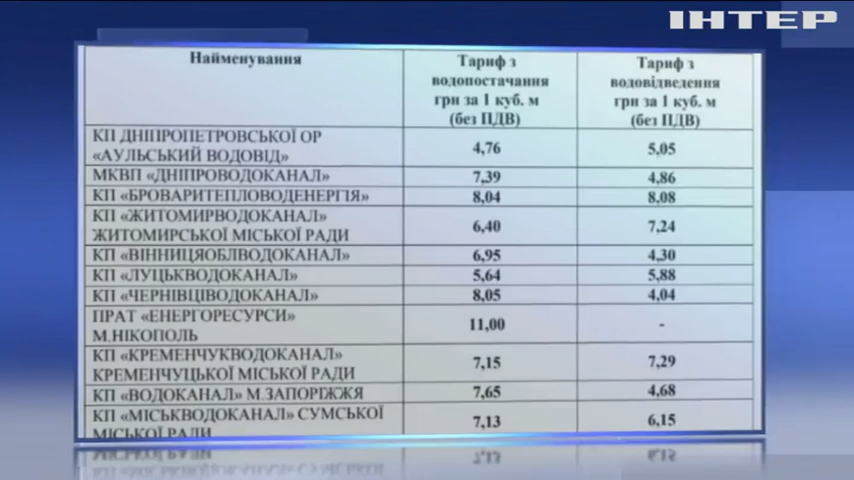 ІНТЕР
Найменування
Тариф з
водопостачання
грн за 1 куб. м
(без ПДВ)
Тариф з
водовідведення
грн за 1 куб. м
(без ПДВ)
КП ДНІПРОПЕТРОВСЬКОЇ ОР
«АУЛЬСЬКИЙ ВОДОВІД»
4,76
5,05
МКВП «ДНІПРОВОДОКАНАЛ»
7,39
4,86
КП «БРОВАРИТЕПЛОВОДЕНЕРГІЯ»
8,04
8,08
КП «ЖИТОМИРВОДОКАНАЛ»
ЖИТОМИРСЬКОЇ МІСЬКОЇ РАДИ
6,40
7,24
КП «ВІННИЦЯОБЛВОДОКАНАЛ»
6,95
4,30
КП «ЛУЦЬКВОДОКАНАЛ»
5,64
5,88
КП «ЧЕРНІВЦІВОДОКАНАЛ»
8,05
4,04
ПРАТ «ЕНЕРГОРЕСУРСИ»
М.НІКОПОЛЬ
11,00
-
КП «КРЕМЕНЧУКВОДОКАНАЛ»
КРЕМЕНЧУЦЬКОЇ МІСЬКОЇ РАДИ
7,15
7,29
КП «ВОДОКАНАЛ» М.ЗАПОРІЖЖЯ
7,65
4,68
КП «МІСЬКВОДОКАНАЛ» СУМСЬКОЇ
МІСЬКОЇ РАДИ
7,13
6,15